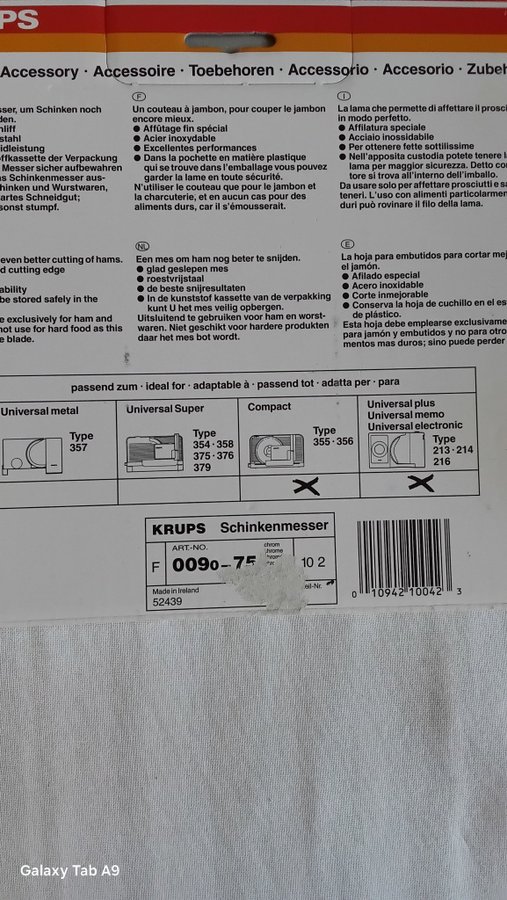 PS
Accessory · Accessoire · Toebehoren · Accessorio · Accesorio · Zubeh
sser, um Schinken noch
den.
hliff
stahl
idleistung
offkassette der Verpackung
Messer sicher aufbewahren
as Schinkenmesser aus-
hinken und Wurstwaren,
artes Schneidgut;
sonst stumpf.
F
Un couteau à jambon, pour couper le jambon
encore mieux.
● Affûtage fin spécial
● Acier inoxydable
● Excellentes performances
● Dans la pochette en matière plastique
qui se trouve dans l'emballage vous pouvez
garder la lame en toute sécurité.
N'utiliser le couteau que pour le jambon et
la charcuterie, et en aucun cas pour des
aliments durs, car il s'émousserait.
I
La lama che permette di affettare il prosci
in modo perfetto.
● Affilatura speciale
● Acciaio inossidabile
● Per ottenere fette sottilissime
● Nell'apposita custodia potete tenere l
lama per maggior sicurezza. Detto co
tore si trova all'interno dell'imballo.
Da usare solo per affettare prosciutti e sa
teneri. L'uso con alimenti particolarmen
duri può rovinare il filo della lama.
even better cutting of hams.
d cutting edge
ability
be stored safely in the
e exclusively for ham and
not use for hard food as this
e blade.
NL
Een mes om ham nog beter te snijden.
● glad geslepen mes
● roestvrijstaal
● de beste snijresultaten
● In de kunststof kassette van de verpakking
kunt U het mes veilig opbergen.
Uitsluitend te gebruiken voor ham en worst-
waren. Niet geschikt voor hardere produkten
daar het mes bot wordt.
E
La hoja para embutidos para cortar mej
el jamón.
● Afilado especial
● Acero inoxidable
● Corte inmejorable
● Conserva la hoja de cuchillo en el es
de plástico.
Esta hoja debe emplearse exclusivame
para jamón y embutidos y no para otro
mentos mas duros; sino puede perder
passend zum · ideal for · adaptable à · passend tot · adatta per · para
Universal metal
Type
357
Universal Super
Type
354 · 358
375 · 376
379
Compact
Type
355 · 356
Universal plus
Universal memo
Universal electronic
Type
213 · 214
216
X
X
KRUPS Schinkenmesser
ART.-NO.
F 0090–75
chrom
chrome
10 2
eil-Nr.
Made in Ireland
52439
0 10942 10042 3
Galaxy Tab A9